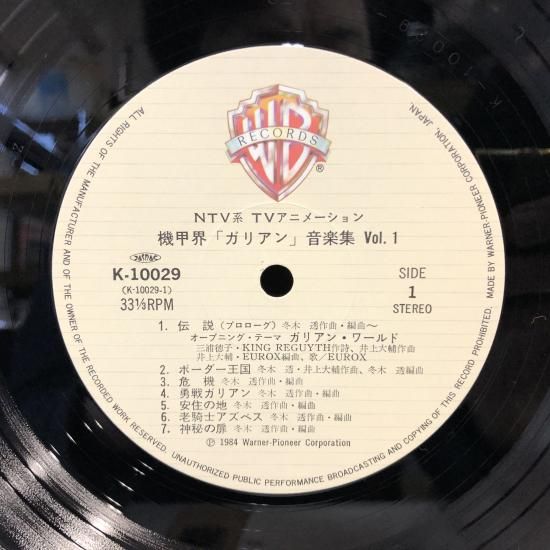 RECORDS
®
NTV系 TVアニメーション
機甲界「ガリアン」音楽集 Vol.1
K-10029
(K-10029-1)
33⅓RPM
SIDE
1
STEREO
1. 伝 説 (プロローグ) 冬木 透作曲・編曲~
オープニング・テーマ ガリアン・ワールド
三浦徳子・KING REGUYTH作詩、井上大輔作曲
井上大輔・EUROX編曲、歌/EUROX
2. ボーダー王国 冬木 透・井上大輔作曲、冬木 透編曲
3. 危 機 冬木 透作曲・編曲
4. 勇戦ガリアン 冬木 透作曲・編曲
5. 安住の地 冬木 透作曲・編曲
6. 老騎士アズベス 冬木 透作曲・編曲
7. 神秘の扉 冬木 透作曲・編曲
Ⓟ 1984 Warner-Pioneer Corporation
ALL RIGHTS OF THE MANUFACTURER AND OF THE OWNER OF THE RECORDED WORK RESERVED. UNAUTHORIZED PUBLIC PERFORMANCE BROADCASTING AND COPYING OF THIS RECORD PROHIBITED. MADE BY WARNER-PIONEER CORPORATION, JAPAN.